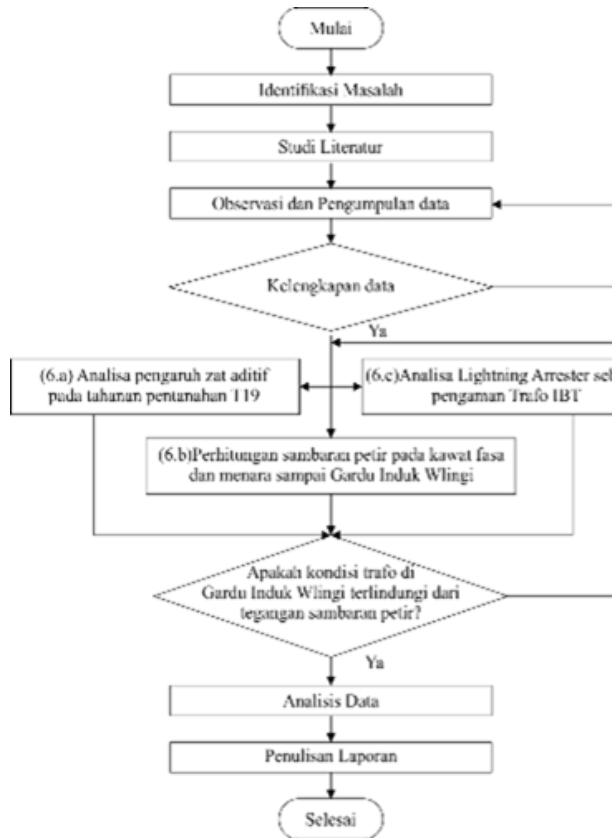 Mulai
Identifikasi Masalah
Studi Literatur
Observasi dan Pengumpulan data
Kelengkapan data
Ya
(6.a) Analisa pengaruh zat aditif
pada tahanan pentanahan T19
(6.c)Analisa Lightning Arrester
pengaman Trafo IBT
(6.b)Perhitungan sambaran petir pada kawat fasa
dan menara sampai Gardu Induk Wlingi
Apakah kondisi trafo di
Gardu Induk Wlingi terlindungi dari
tegangan sambaran petir?
Ya
Analisis Data
Penulisan Laporan
Selesai